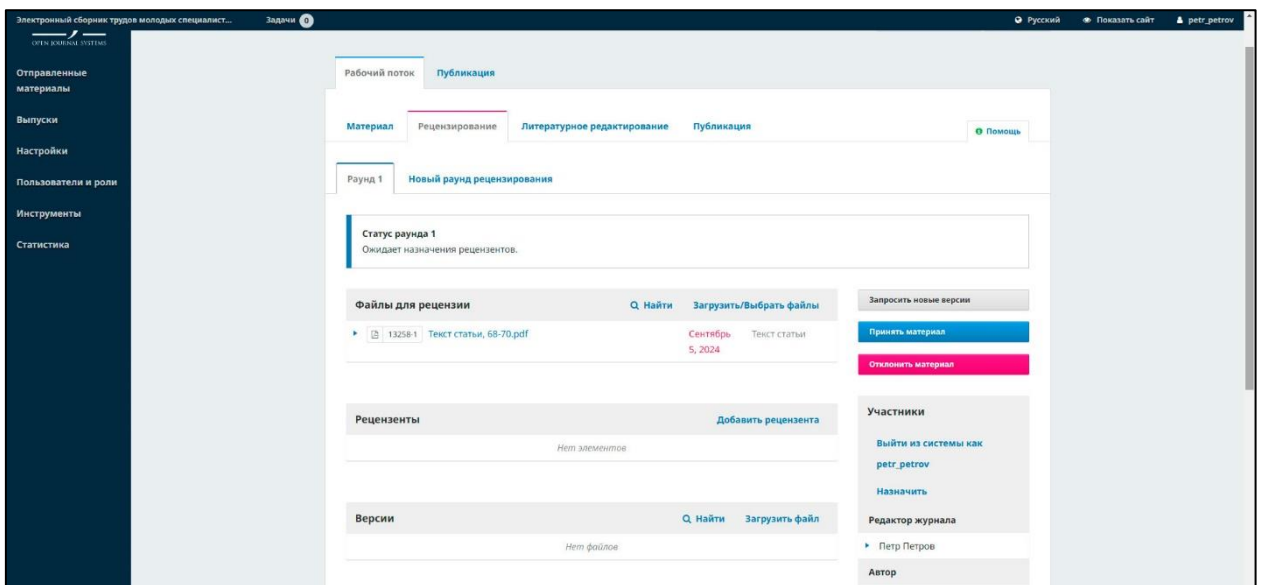 Электронный сборник трудов молодых специалист... Задачи 0 Русский Показать сайт petr_petrov
OPEN JOURNAL SYSTEMS
Отправленные
материалы
Выпуски
Настройки
Пользователи и роли
Инструменты
Статистика
Рабочий поток Публикация
Материал Рецензирование Литературное редактирование Публикация
Помощь
Раунд 1 Новый раунд рецензирования
Статус раунда 1
Ожидает назначения рецензентов.
Файлы для рецензии Найти Загрузить/Выбрать файлы
13258-1 Текст статьи, 68-70.pdf Сентябрь Текст статьи
5, 2024
Рецензенты Добавить рецензента
Нет элементов
Версии Найти Загрузить файл
Нет файлов
Запросить новые версии
Принять материал
Отклонить материал
Участники
Выйти из системы как
petr_petrov
Назначить
Редактор журнала
Петр Петров
Автор